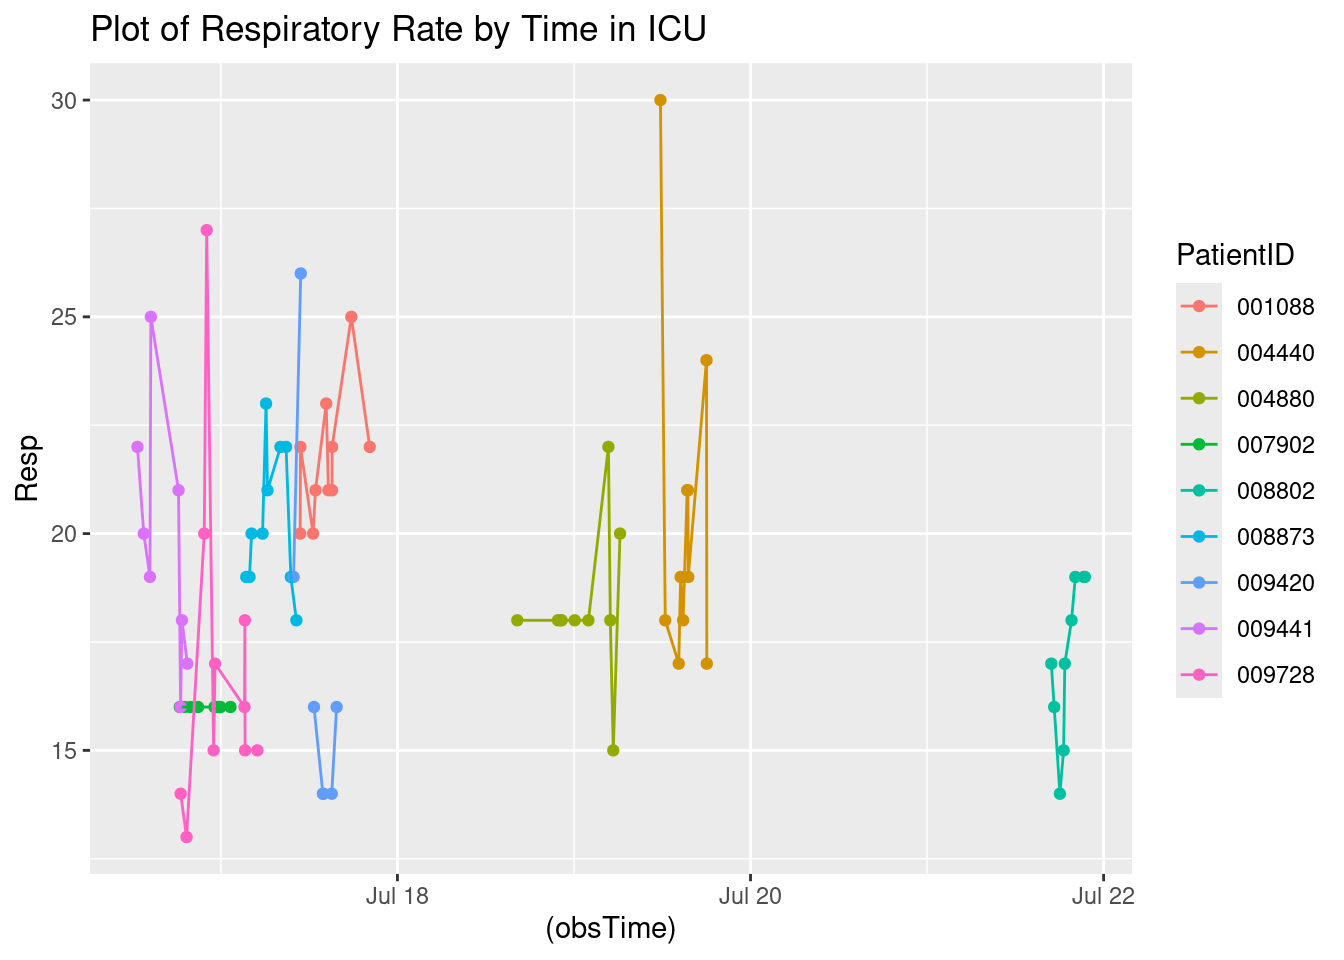 Plot of Respiratory Rate by Time in ICU
30
25
20
15
Resp
Jul 18
Jul 20
Jul 22
(obsTime)
PatientID
001088
004440
004880
007902
008802
008873
009420
009441
009728